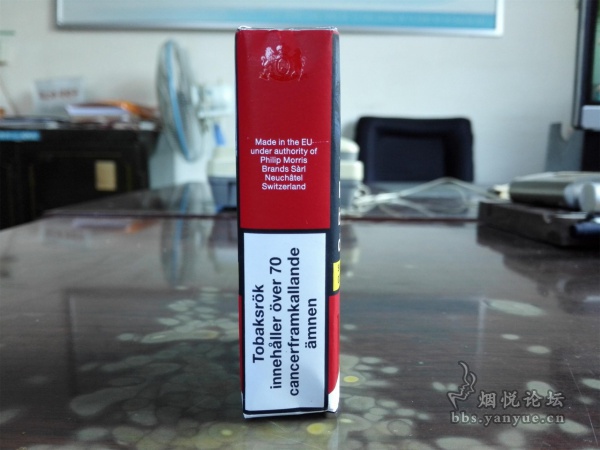 Made in the EU
under authority of
Philip Morris
Brands Sàrl
Neuchâtel
Switzerland
Tobaksrök
innehåller över 70
cancerframkallande
ämnen
烟悦论坛
bbs.yanyue.cn